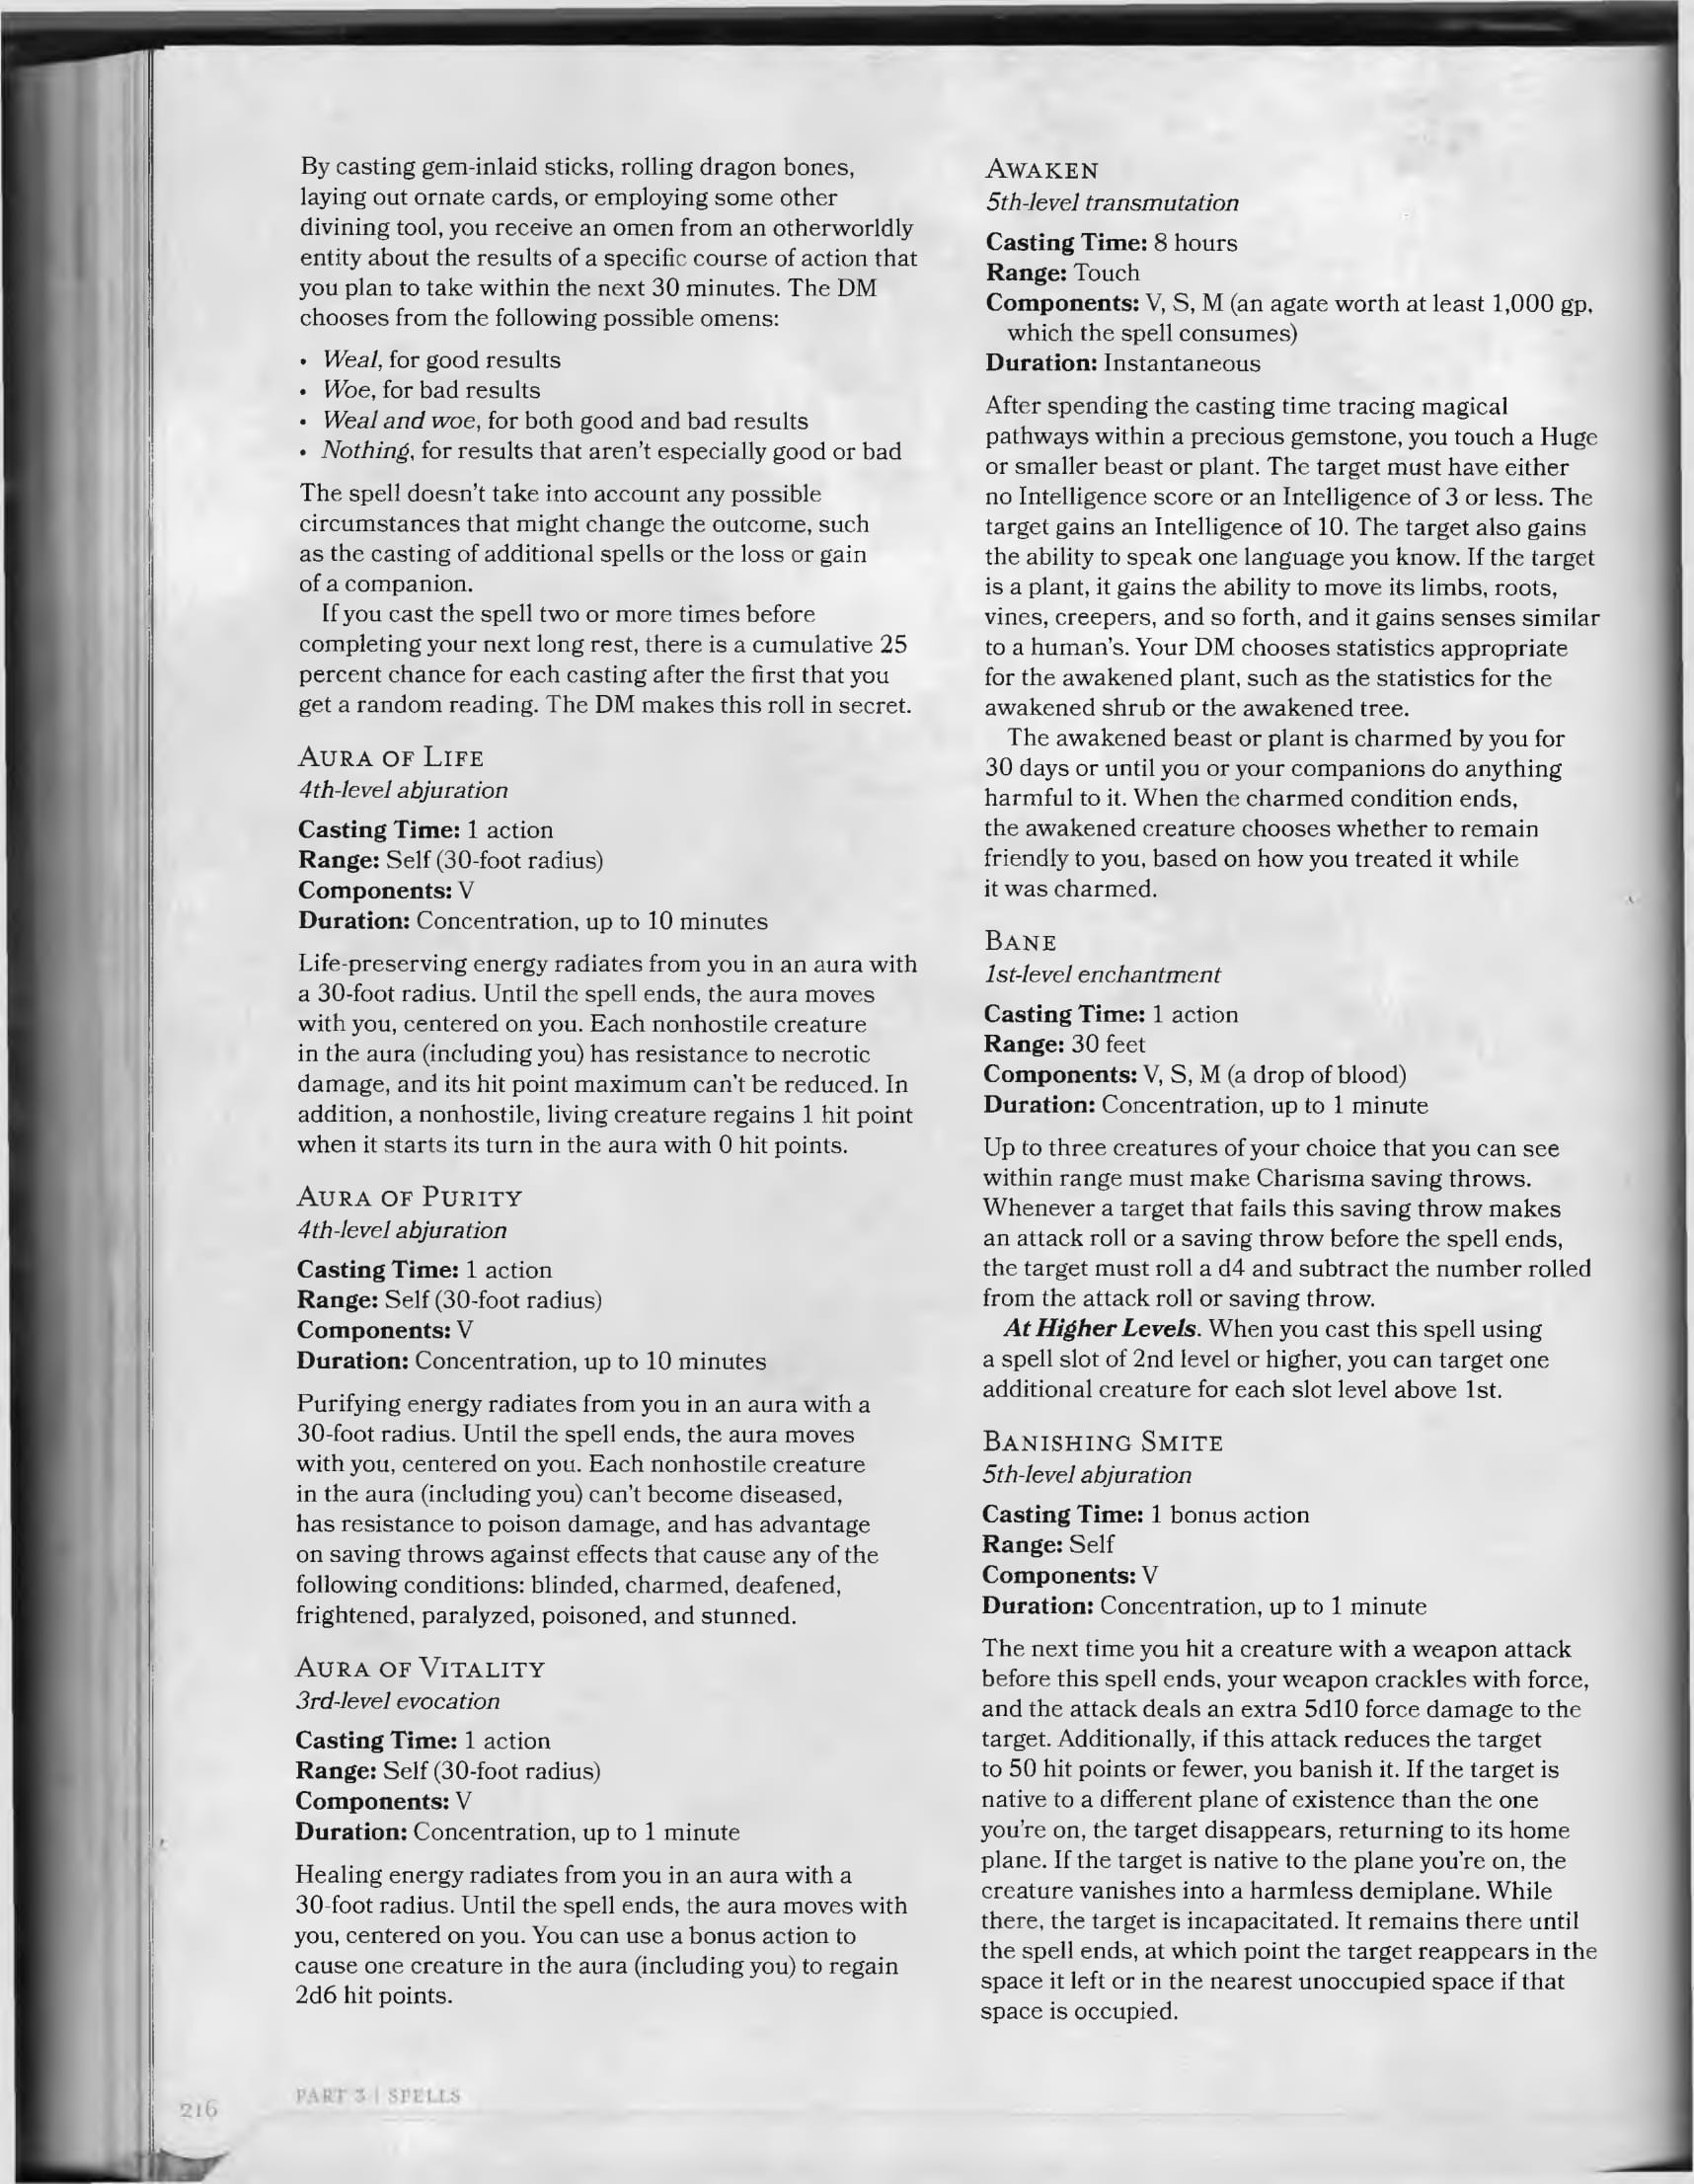 By casting gem-inlaid sticks, rolling dragon bones,
laying out ornate cards, or employing some other
divining tool, you receive an omen from an otherworldly
entity about the results of a specific course of action that
you plan to take within the next 30 minutes. The DM
chooses from the following possible omens:
• Weal, for good results
• Woe, for bad results
• Weal and woe, for both good and bad results
• Nothing, for results that aren't especially good or bad
The spell doesn't take into account any possible
circumstances that might change the outcome, such
as the casting of additional spells or the loss or gain
of a companion.
If you cast the spell two or more times before
completing your next long rest, there is a cumulative 25
percent chance for each casting after the first that you
get a random reading. The DM makes this roll in secret.
AURA OF LIFE
4th-level abjuration
Casting Time: 1 action
Range: Self (30-foot radius)
Components: V
Duration: Concentration, up to 10 minutes
Life-preserving energy radiates from you in an aura with
a 30-foot radius. Until the spell ends, the aura moves
with you, centered on you. Each nonhostile creature
in the aura (including you) has resistance to necrotic
damage, and its hit point maximum can't be reduced. In
addition, a nonhostile, living creature regains 1 hit point
when it starts its turn in the aura with 0 hit points.
AURA OF PURITY
4th-level abjuration
Casting Time: 1 action
Range: Self (30-foot radius)
Components: V
Duration: Concentration, up to 10 minutes
Purifying energy radiates from you in an aura with a
30-foot radius. Until the spell ends, the aura moves
with you, centered on you. Each nonhostile creature
in the aura (including you) can't become diseased,
has resistance to poison damage, and has advantage
on saving throws against effects that cause any of the
following conditions: blinded, charmed, deafened,
frightened, paralyzed, poisoned, and stunned.
AURA OF VITALITY
3rd-level evocation
Casting Time: 1 action
Range: Self (30-foot radius)
Components: V
Duration: Concentration, up to 1 minute
Healing energy radiates from you in an aura with a
30-foot radius. Until the spell ends, the aura moves with
you, centered on you. You can use a bonus action to
cause one creature in the aura (including you) to regain
2d6 hit points.
AWAKEN
5th-level transmutation
Casting Time: 8 hours
Range: Touch
Components: V, S, M (an agate worth at least 1,000 gp,
which the spell consumes)
Duration: Instantaneous
After spending the casting time tracing magical
pathways within a precious gemstone, you touch a Huge
or smaller beast or plant. The target must have either
no Intelligence score or an Intelligence of 3 or less. The
target gains an Intelligence of 10. The target also gains
the ability to speak one language you know. If the target
is a plant, it gains the ability to move its limbs, roots,
vines, creepers, and so forth, and it gains senses similar
to a human's. Your DM chooses statistics appropriate
for the awakened plant, such as the statistics for the
awakened shrub or the awakened tree.
The awakened beast or plant is charmed by you for
30 days or until you or your companions do anything
harmful to it. When the charmed condition ends,
the awakened creature chooses whether to remain
friendly to you, based on how you treated it while
it was charmed.
BANE
1st-level enchantment
Casting Time: 1 action
Range: 30 feet
Components: V, S, M (a drop of blood)
Duration: Concentration, up to 1 minute
Up to three creatures of your choice that you can see
within range must make Charisma saving throws.
Whenever a target that fails this saving throw makes
an attack roll or a saving throw before the spell ends,
the target must roll a d4 and subtract the number rolled
from the attack roll or saving throw.
At Higher Levels. When you cast this spell using
a spell slot of 2nd level or higher, you can target one
additional creature for each slot level above 1st.
BANISHING SMITE
5th-level abjuration
Casting Time: 1 bonus action
Range: Self
Components: V
Duration: Concentration, up to 1 minute
The next time you hit a creature with a weapon attack
before this spell ends, your weapon crackles with force,
and the attack deals an extra 5d10 force damage to the
target. Additionally, if this attack reduces the target
to 50 hit points or fewer, you banish it. If the target is
native to a different plane of existence than the one
you're on, the target disappears, returning to its home
plane. If the target is native to the plane you're on, the
creature vanishes into a harmless demiplane. While
there, the target is incapacitated. It remains there until
the spell ends, at which point the target reappears in the
space it left or in the nearest unoccupied space if that
space is occupied.
216
PART 3 | SPELLS